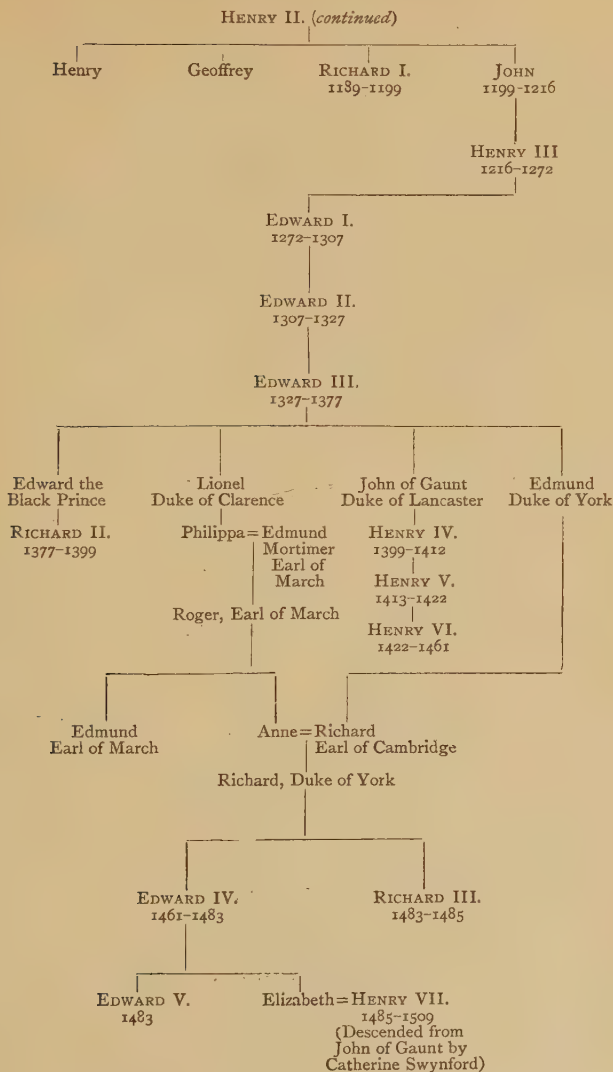 HENRY II. (continued)
Henry Geoffrey RICHARD I. JOHN
1189-1199 1199-1216
HENRY III
1216-1272
EDWARD I.
1272-1307
EDWARD II.
1307-1327
EDWARD III.
1327-1377
Edward the Lionel John of Gaunt Edmund
Black Prince Duke of Clarence Duke of Lancaster Duke of York
RICHARD II. Philippa = Edmund HENRY IV.
1377-1399 Mortimer 1399-1412
Earl of
March HENRY V.
1413-1422
Roger, Earl of March
HENRY VI.
1422-1461
Edmund Anne = Richard
Earl of March Earl of Cambridge
Richard, Duke of York
EDWARD IV. RICHARD III.
1461-1483 1483-1485
EDWARD V. Elizabeth = HENRY VII.
1483 1485-1509
(Descended from
John of Gaunt by
Catherine Swynford)